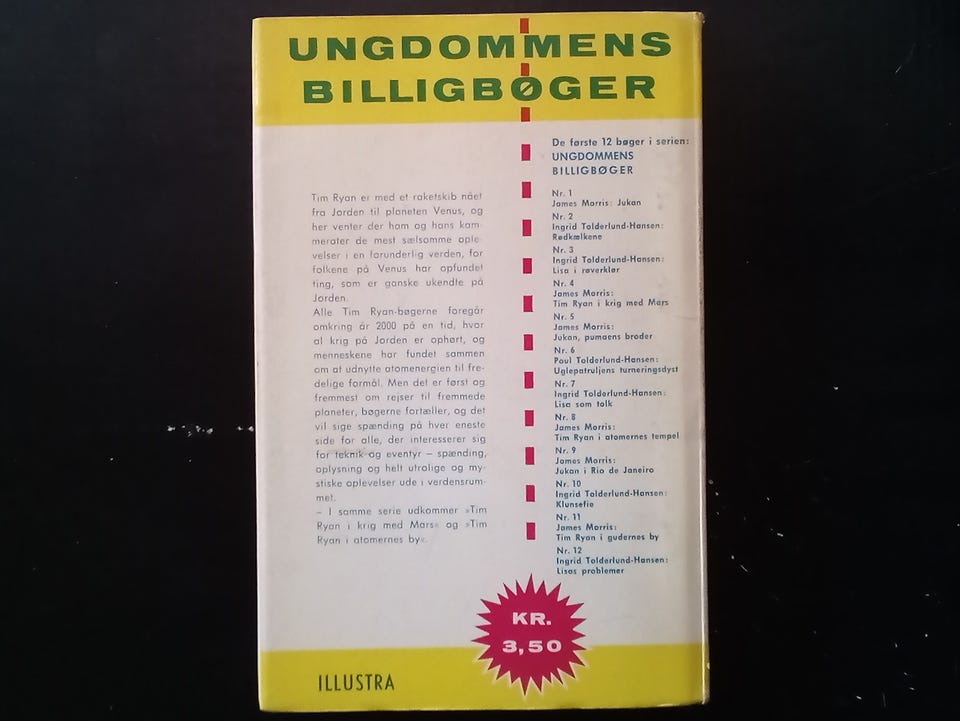 UNGDOMMENS
BILLIGBØGER
Tim Ryan er med et raketskib nået
fra Jorden til planeten Venus, og
her venter der ham og hans kam-
merater de mest sælsomme ople-
velser i en forunderlig verden, for
folkene på Venus har opfundet
ting, som er ganske ukendte på
Jorden.
Alle Tim Ryan-bøgerne foregår
omkring år 2000 på en tid, hvor
al krig på Jorden er ophørt, og
menneskene har fundet sammen
om at udnytte atomenergien til fre-
delige formål. Men det er først og
fremmest om rejser til fremmede
planeter, bøgerne fortæller, og det
vil sige spænding på hver eneste
side for alle, der interesserer sig
for teknik og eventyr – spænding,
oplysning og helt utrolige og my-
stiske oplevelser ude i verdensrum-
met.
– I samme serie udkommer »Tim
Ryan i krig med Mars« og »Tim
Ryan i atomernes by«.
De første 12 bøger i serien:
UNGDOMMENS
BILLIGBØGER
Nr. 1
James Morris: Jukan
Nr. 2
Ingrid Tolderlund-Hansen:
Rødkælkene
Nr. 3
Ingrid Tolderlund-Hansen:
Lisa i røverklør
Nr. 4
James Morris:
Tim Ryan i krig med Mars
Nr. 5
James Morris:
Jukan, pumaens broder
Nr. 6
Poul Tolderlund-Hansen:
Uglepatruljens turneringsdyst
Nr. 7
Ingrid Tolderlund-Hansen:
Lisa som tolk
Nr. 8
James Morris:
Tim Ryan i atomernes tempel
Nr. 9
James Morris:
Jukan i Rio de Janeiro
Nr. 10
Ingrid Tolderlund-Hansen:
Klunsefie
Nr. 11
James Morris:
Tim Ryan i gudernes by
Nr. 12
Ingrid Tolderlund-Hansen:
Lisas problemer
KR.
3,50
ILLUSTRA